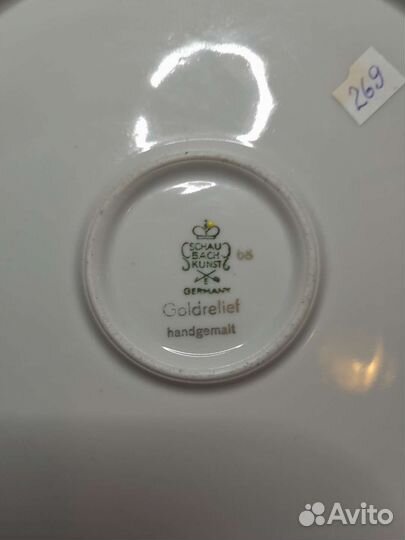 269
SCHAU
BACH
KUNST
68
E
GERMANY
Goldrelief
handgemalt
Avito